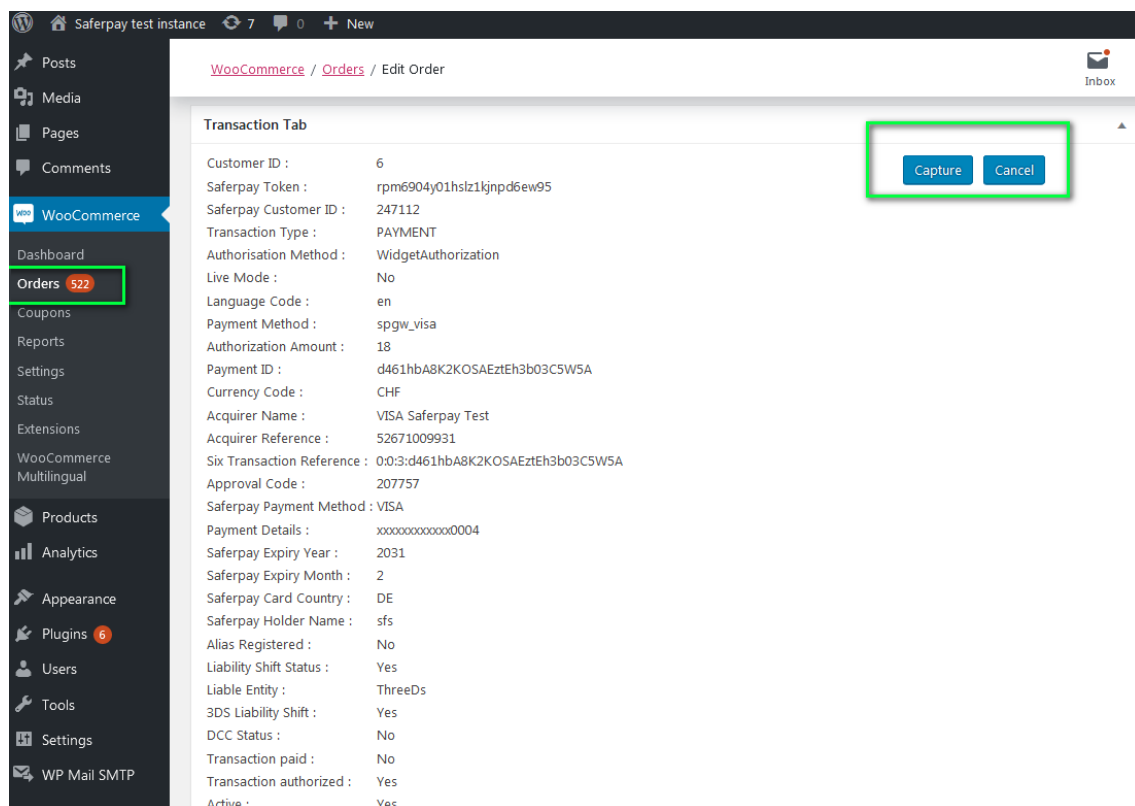 Saferpay test instance 7 0 + New
Posts
Media
Pages
Comments
WooCommerce
Dashboard
Orders 522
Coupons
Reports
Settings
Status
Extensions
WooCommerce
Multilingual
Products
Analytics
Appearance
Plugins 6
Users
Tools
Settings
WP Mail SMTP
WooCommerce / Orders / Edit Order
Inbox
Transaction Tab
Capture Cancel
Customer ID : 6
Saferpay Token : rpm6904y01hslz1kjnpd6ew95
Saferpay Customer ID : 247112
Transaction Type : PAYMENT
Authorisation Method : WidgetAuthorization
Live Mode : No
Language Code : en
Payment Method : spgw_visa
Authorization Amount : 18
Payment ID : d461hbA8K2KOSAEztEh3b03C5W5A
Currency Code : CHF
Acquirer Name : VISA Saferpay Test
Acquirer Reference : 52671009931
Six Transaction Reference : 0:0:3:d461hbA8K2KOSAEztEh3b03C5W5A
Approval Code : 207757
Saferpay Payment Method : VISA
Payment Details : xxxxxxxxxxxx0004
Saferpay Expiry Year : 2031
Saferpay Expiry Month : 2
Saferpay Card Country : DE
Saferpay Holder Name : sfs
Alias Registered : No
Liability Shift Status : Yes
Liable Entity : ThreeDs
3DS Liability Shift : Yes
DCC Status : No
Transaction paid : No
Transaction authorized : Yes
Active : Yes